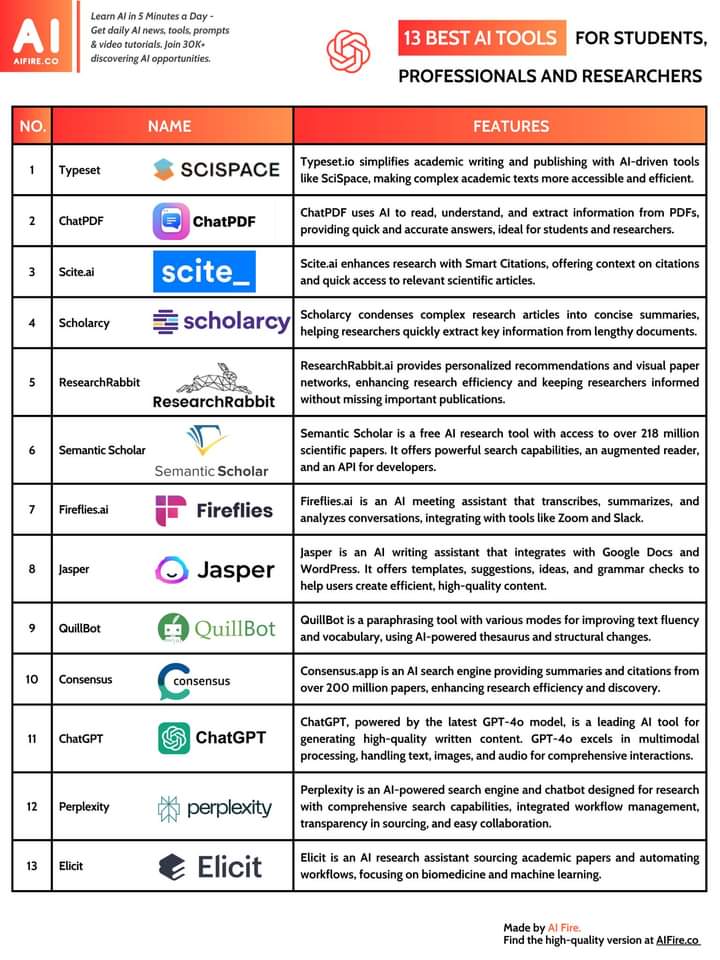 AI
AIFIRE.CO
Learn AI in 5 Minutes a Day -
Get daily AI news, tools, prompts
& video tutorials. Join 30K+
discovering AI opportunities.
13 BEST AI TOOLS FOR STUDENTS,
PROFESSIONALS AND RESEARCHERS
NO. NAME FEATURES
1 Typeset SCISPACE
Typeset.io simplifies academic writing and publishing with AI-driven tools
like SciSpace, making complex academic texts more accessible and efficient.
2 ChatPDF ChatPDF
ChatPDF uses AI to read, understand, and extract information from PDFs,
providing quick and accurate answers, ideal for students and researchers.
3 Scite.ai scite_
Scite.ai enhances research with Smart Citations, offering context on citations
and quick access to relevant scientific articles.
4 Scholarcy scholarcy
Scholarcy condenses complex research articles into concise summaries,
helping researchers quickly extract key information from lengthy documents.
5 ResearchRabbit ResearchRabbit
ResearchRabbit.ai provides personalized recommendations and visual paper
networks, enhancing research efficiency and keeping researchers informed
without missing important publications.
6 Semantic Scholar Semantic Scholar
Semantic Scholar is a free AI research tool with access to over 218 million
scientific papers. It offers powerful search capabilities, an augmented reader,
and an API for developers.
7 Fireflies.ai Fireflies
Fireflies.ai is an AI meeting assistant that transcribes, summarizes, and
analyzes conversations, integrating with tools like Zoom and Slack.
8 Jasper Jasper
Jasper is an AI writing assistant that integrates with Google Docs and
WordPress. It offers templates, suggestions, ideas, and grammar checks to
help users create efficient, high-quality content.
9 QuillBot QuillBot
QuillBot is a paraphrasing tool with various modes for improving text fluency
and vocabulary, using AI-powered thesaurus and structural changes.
10 Consensus consensus
Consensus.app is an AI search engine providing summaries and citations from
over 200 million papers, enhancing research efficiency and discovery.
11 ChatGPT ChatGPT
ChatGPT, powered by the latest GPT-4o model, is a leading AI tool for
generating high-quality written content. GPT-4o excels in multimodal
processing, handling text, images, and audio for comprehensive interactions.
12 Perplexity perplexity
Perplexity is an AI-powered search engine and chatbot designed for research
with comprehensive search capabilities, integrated workflow management,
transparency in sourcing, and easy collaboration.
13 Elicit Elicit
Elicit is an AI research assistant sourcing academic papers and automating
workflows, focusing on biomedicine and machine learning.
Made by AI Fire.
Find the high-quality version at AIFire.co